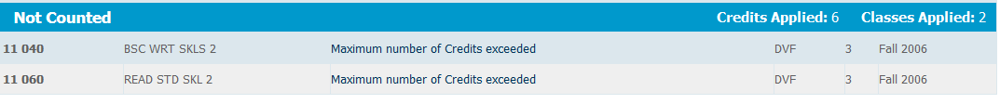 Not Counted Credits Applied: 6 Classes Applied: 2
11 040 BSC WRT SKLS 2 Maximum number of Credits exceeded DVF 3 Fall 2006
11 060 READ STD SKL 2 Maximum number of Credits exceeded DVF 3 Fall 2006